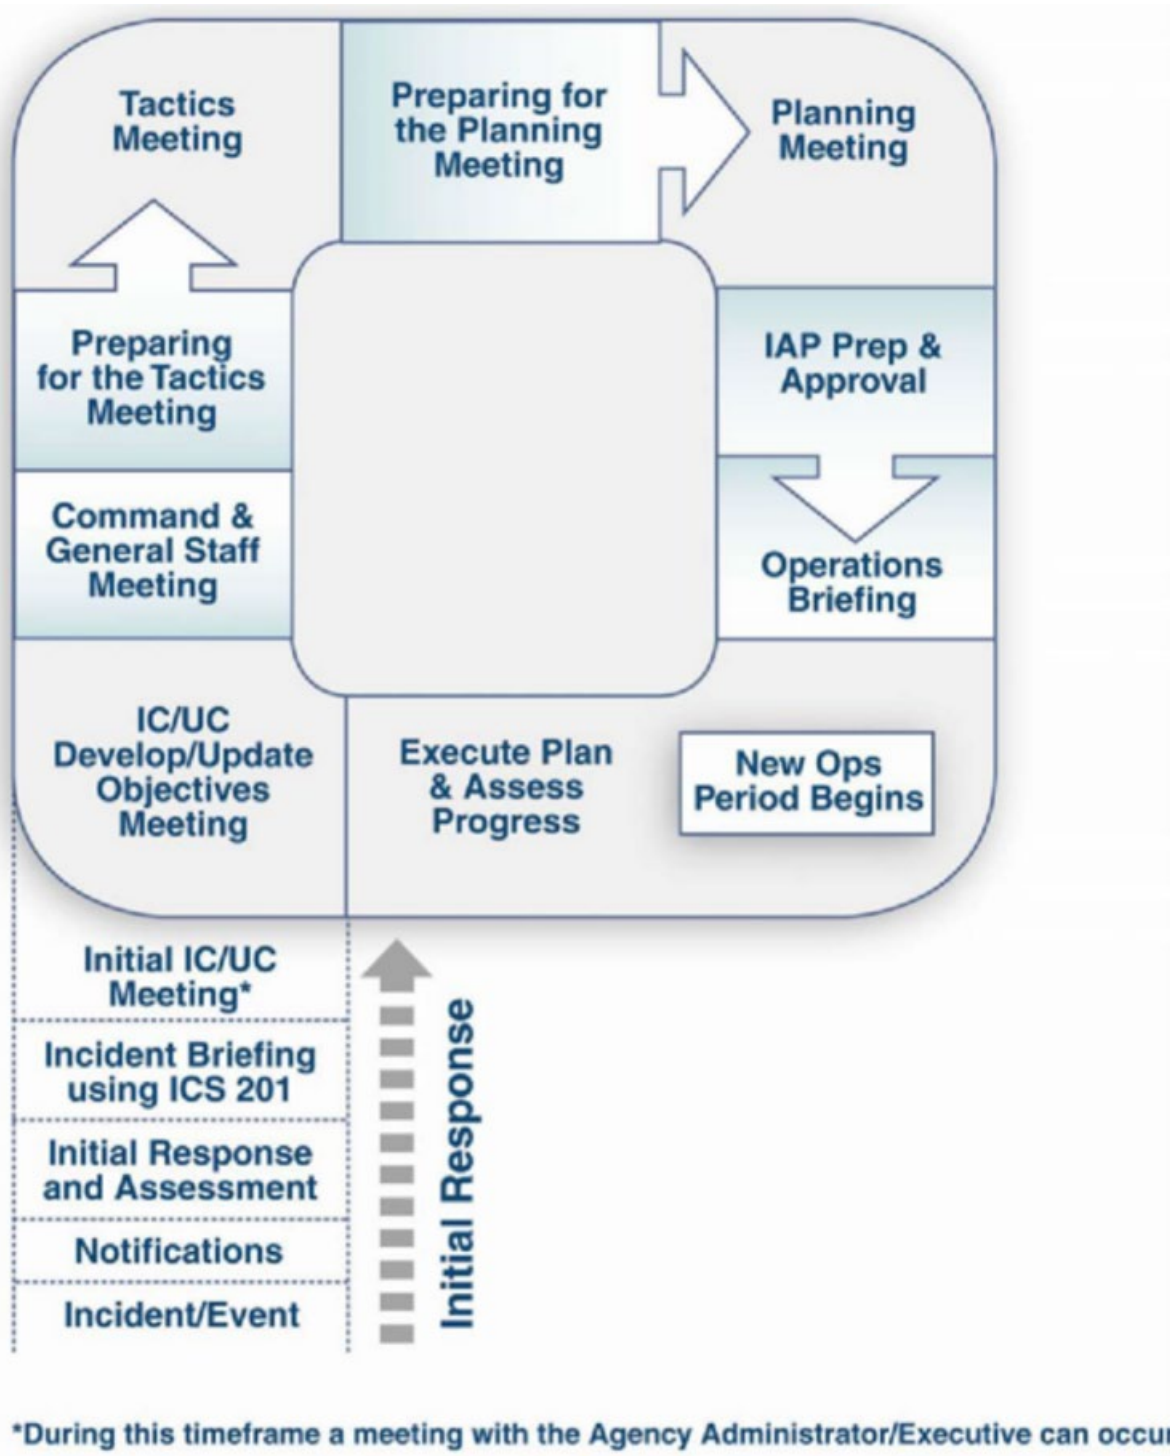 Tactics
Meeting
Preparing for
the Planning
Meeting
Planning
Meeting
Preparing
for the Tactics
Meeting
IAP Prep &
Approval
Command &
General Staff
Meeting
Operations
Briefing
IC/UC
Develop/Update
Objectives
Meeting
Execute Plan
& Assess
Progress
New Ops
Period Begins
Initial IC/UC
Meeting*
Incident Briefing
using ICS 201
Initial Response
and Assessment
Notifications
Incident/Event
Initial Response
*During this timeframe a meeting with the Agency Administrator/Executive can occu